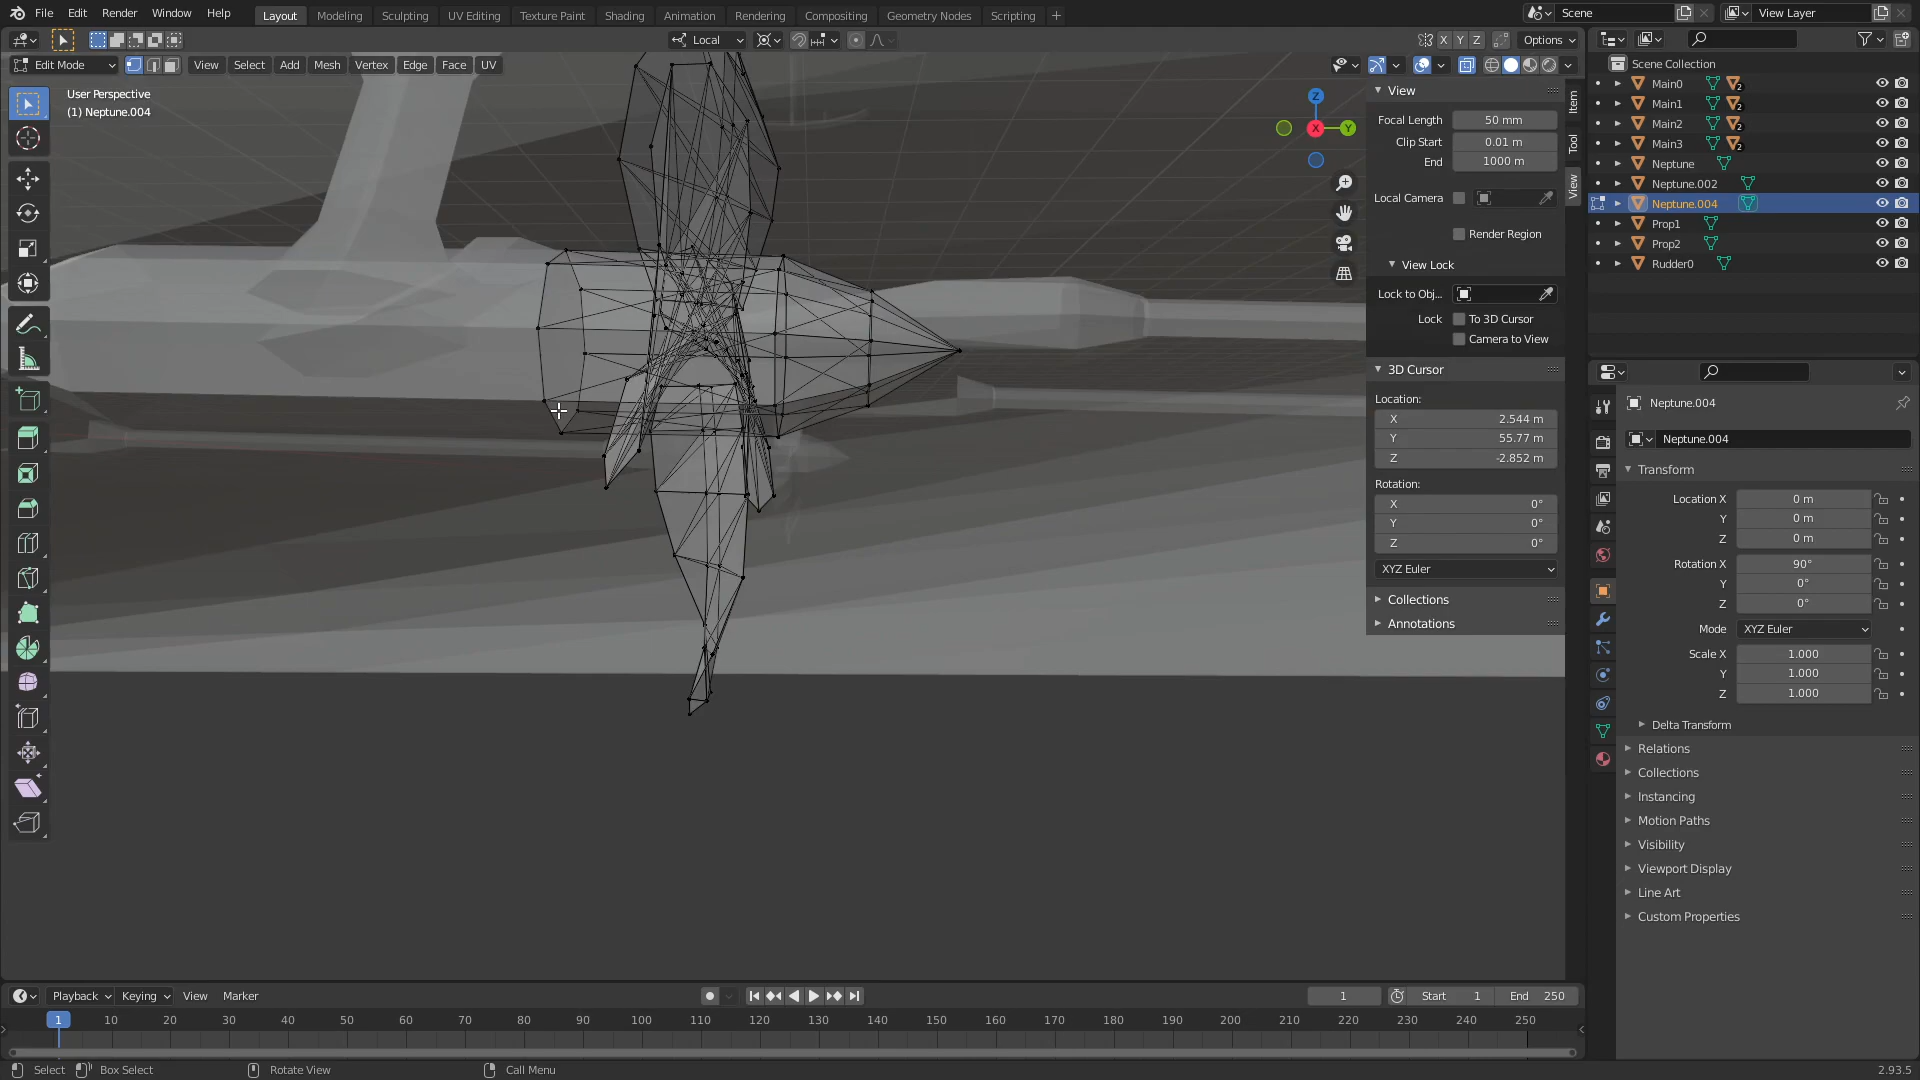 File Edit Render Window Help Layout Modeling Sculpting UV Editing Texture Paint Shading Animation Rendering Compositing Geometry Nodes Scripting + Scene View Layer
Local X Y Z Options
Edit Mode View Select Add Mesh Vertex Edge Face UV
User Perspective
(1) Neptune.004
Z
X
Y
View
Focal Length 50 mm
Clip Start 0.01 m
End 1000 m
Local Camera
Render Region
View Lock
Lock to Obj...
Lock To 3D Cursor
Camera to View
3D Cursor
Location:
X 2.544 m
Y 55.77 m
Z -2.852 m
Rotation:
X 0°
Y 0°
Z 0°
XYZ Euler
Collections
Annotations
Item
Tool
View
Scene Collection
Main0 2
Main1 2
Main2 2
Main3 2
Neptune
Neptune.002
Neptune.004
Prop1
Prop2
Rudder0
Neptune.004
Neptune.004
Transform
Location X 0 m
Y 0 m
Z 0 m
Rotation X 90°
Y 0°
Z 0°
Mode XYZ Euler
Scale X 1.000
Y 1.000
Z 1.000
Delta Transform
Relations
Collections
Instancing
Motion Paths
Visibility
Viewport Display
Line Art
Custom Properties
Playback Keying View Marker 1 Start 1 End 250
1 10 20 30 40 50 60 70 80 90 100 110 120 130 140 150 160 170 180 190 200 210 220 230 240 250
Select Box Select Rotate View Call Menu 2.93.5